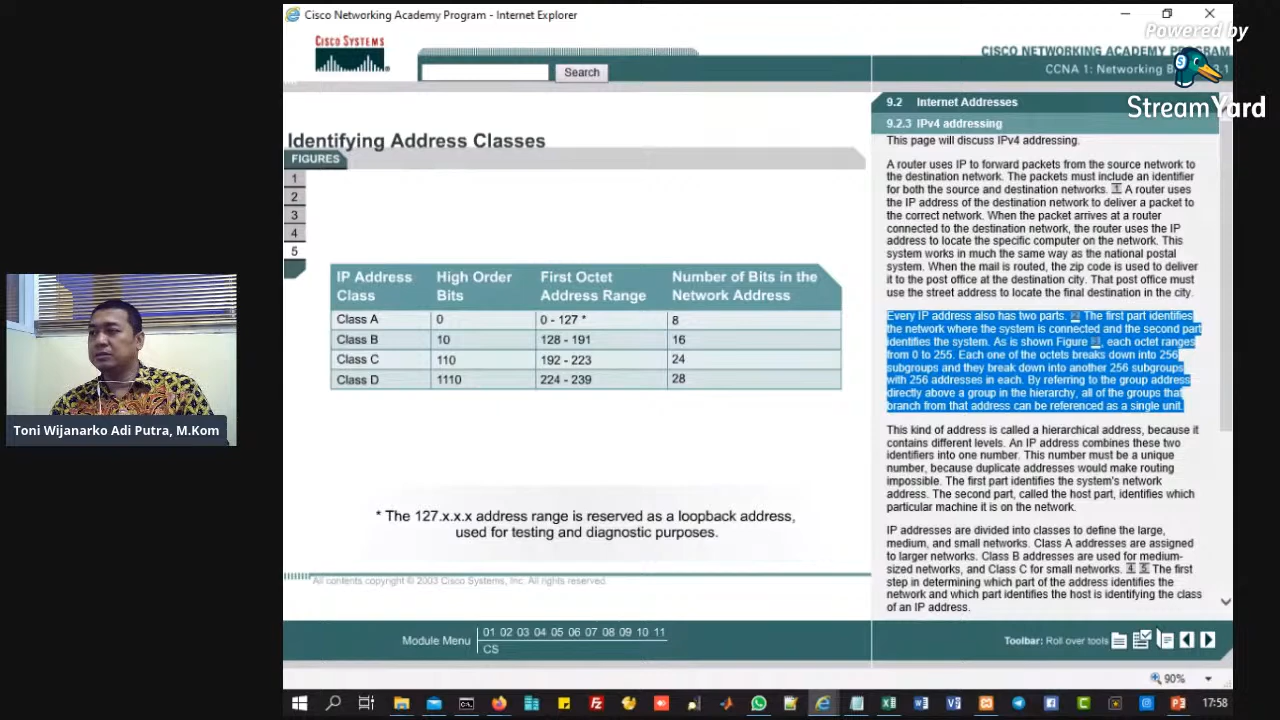 Cisco Networking Academy Program - Internet Explorer
Powered by
StreamYard
CISCO SYSTEMS
Search
CISCO NETWORKING ACADEMY PROGRAM
CCNA 1: Networking
Identifying Address Classes
FIGURES
1
2
3
4
5
IP Address Class
High Order Bits
First Octet Address Range
Number of Bits in the Network Address
Class A 0 0 - 127 * 8
Class B 10 128 - 191 16
Class C 110 192 - 223 24
Class D 1110 224 - 239 28
* The 127.x.x.x address range is reserved as a loopback address,
used for testing and diagnostic purposes.
All contents copyright © 2003 Cisco Systems, Inc. All rights reserved.
9.2 Internet Addresses
9.2.3 IPv4 addressing
This page will discuss IPv4 addressing.
A router uses IP to forward packets from the source network to
the destination network. The packets must include an identifier
for both the source and destination networks. 1 A router uses
the IP address of the destination network to deliver a packet to
the correct network. When the packet arrives at a router
connected to the destination network, the router uses the IP
address to locate the specific computer on the network. This
system works in much the same way as the national postal
system. When the mail is routed, the zip code is used to deliver
it to the post office at the destination city. That post office must
use the street address to locate the final destination in the city.
Every IP address also has two parts. 2 The first part identifies
the network where the system is connected and the second part
identifies the system. As is shown Figure 3, each octet ranges
from 0 to 255. Each one of the octets breaks down into 256
subgroups and they break down into another 256 subgroups
with 256 addresses in each. By referring to the group address
directly above a group in the hierarchy, all of the groups that
branch from that address can be referenced as a single unit.
This kind of address is called a hierarchical address, because it
contains different levels. An IP address combines these two
identifiers into one number. This number must be a unique
number, because duplicate addresses would make routing
impossible. The first part identifies the system's network
address. The second part, called the host part, identifies which
particular machine it is on the network.
IP addresses are divided into classes to define the large,
medium, and small networks. Class A addresses are assigned
to larger networks. Class B addresses are used for medium-
sized networks, and Class C for small networks. 4 5 The first
step in determining which part of the address identifies the
network and which part identifies the host is identifying the class
of an IP address.
Toni Wijanarko Adi Putra, M.Kom
Module Menu
01 02 03 04 05 06 07 08 09 10 11
CS
Toolbar: Roll over tools
90%
17:58